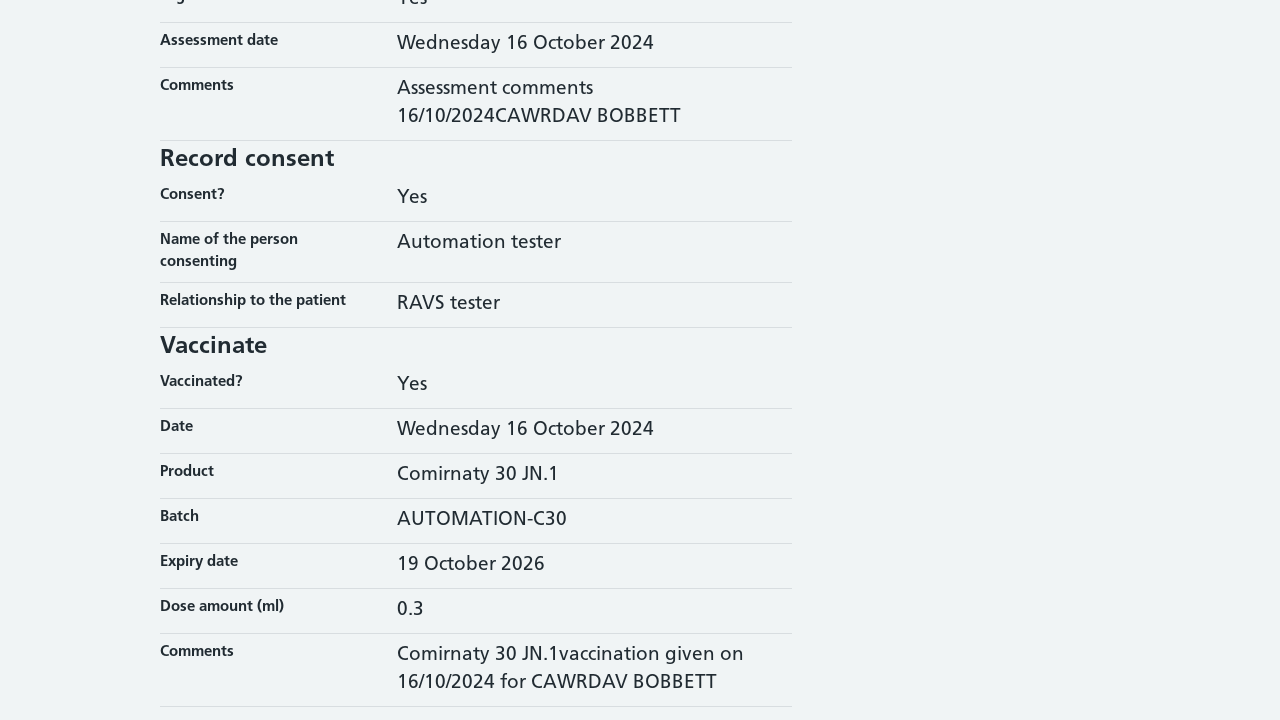 Assessment date
Wednesday 16 October 2024
Comments
Assessment comments
16/10/2024CAWRDAV BOBBETT
Record consent
Consent?
Yes
Name of the person
consenting
Automation tester
Relationship to the patient
RAVS tester
Vaccinate
Vaccinated?
Yes
Date
Wednesday 16 October 2024
Product
Comirnaty 30 JN.1
Batch
AUTOMATION-C30
Expiry date
19 October 2026
Dose amount (ml)
0.3
Comments
Comirnaty 30 JN.1vaccination given on
16/10/2024 for CAWRDAV BOBBETT